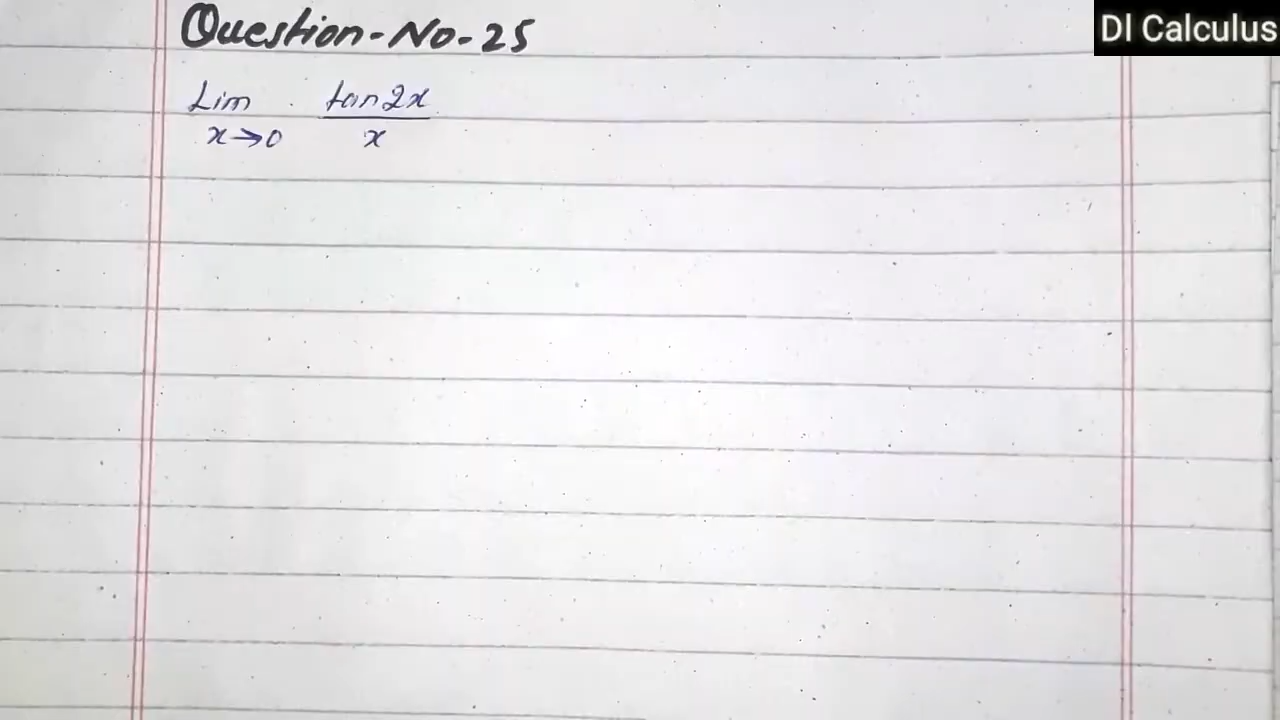 DI Calculus
Question-No-25
Lim tan2x
x→0 x